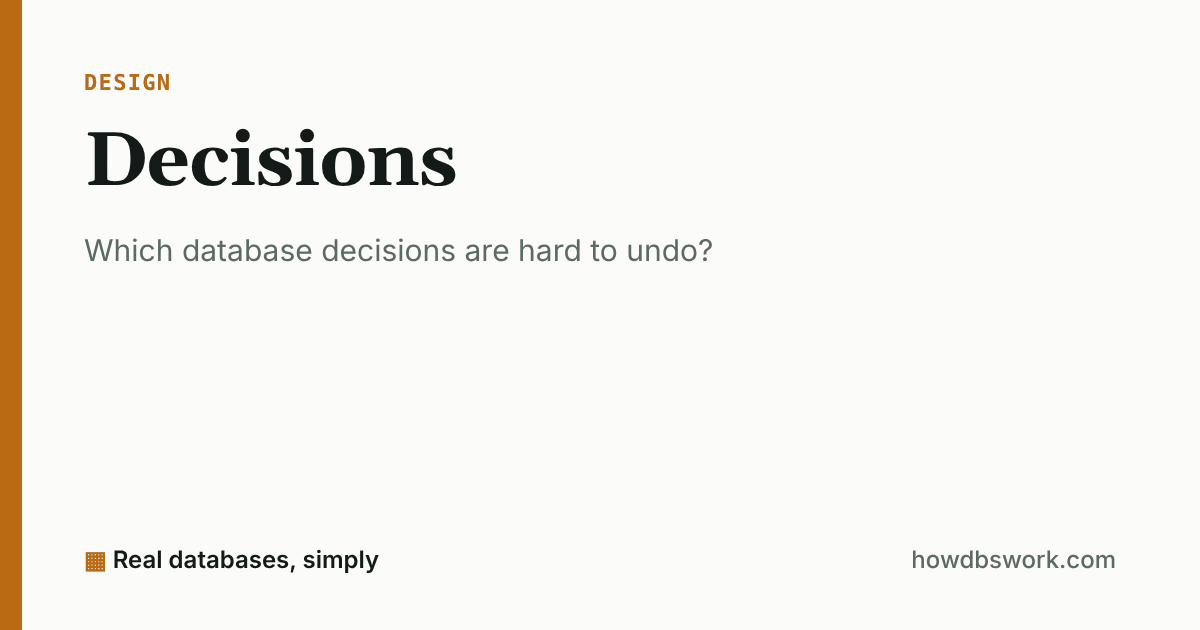 DESIGN
Decisions
Which database decisions are hard to undo?
Real databases, simply
howdbswork.com